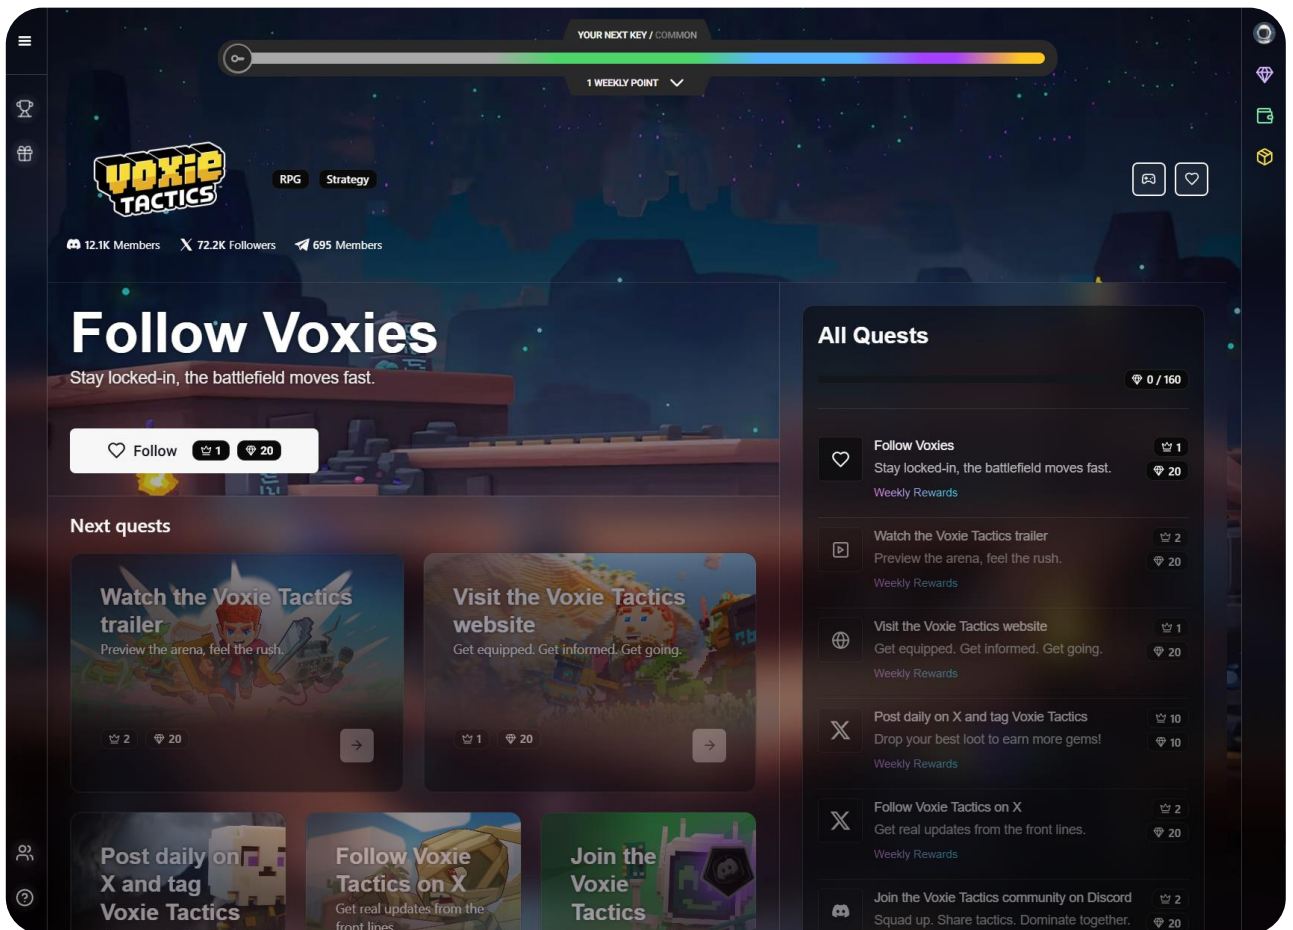 YOUR NEXT KEY / COMMON
1 WEEKLY POINT
VOXIE
TACTICS
RPG
Strategy
12.1K Members
72.2K Followers
695 Members
Follow Voxies
Stay locked-in, the battlefield moves fast.
Follow
1
20
Next quests
Watch the Voxie Tactics
trailer
Preview the arena, feel the rush.
2
20
Visit the Voxie Tactics
website
Get equipped. Get informed. Get going.
1
20
Post daily on
X and tag
Voxie Tactics
Follow Voxie
Tactics on X
Get real updates from the
front lines.
Join the
Voxie
Tactics
All Quests
0 / 160
Follow Voxies
1
Stay locked-in, the battlefield moves fast.
20
Weekly Rewards
Watch the Voxie Tactics trailer
2
Preview the arena, feel the rush.
20
Weekly Rewards
Visit the Voxie Tactics website
1
Get equipped. Get informed. Get going.
20
Weekly Rewards
Post daily on X and tag Voxie Tactics
10
Drop your best loot to earn more gems!
10
Weekly Rewards
Follow Voxie Tactics on X
2
Get real updates from the front lines.
20
Weekly Rewards
Join the Voxie Tactics community on Discord
2
Squad up. Share tactics. Dominate together.
20